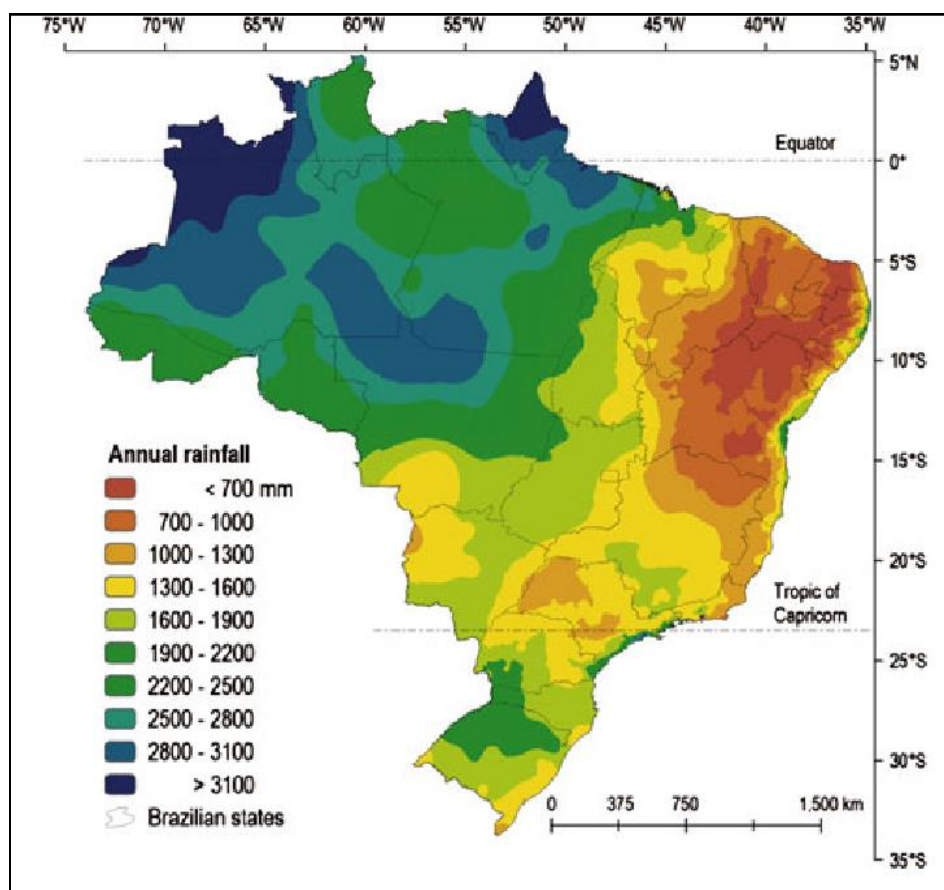 75°W 70°W 65°W 60°W 55°W 50°W 45°W 40°W 35°W
5°N
Equator
0°
5°S
10°S
Annual rainfall
< 700 mm
15°S
700 - 1000
1000 - 1300
20°S
1300 - 1600
Tropic of
Capricorn
1600 - 1900
1900 - 2200
25°S
2200 - 2500
2500 - 2800
2800 - 3100
30°S
> 3100
Brazilian states
0 375 750 1.500 km
35°S